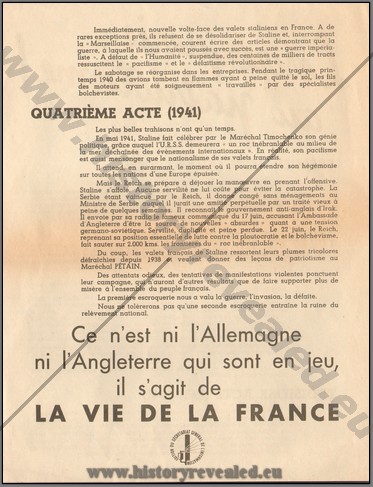 Immédiatement, nouvelle volte-face des valets staliniens en France. A de
rares exceptions près, ils refusent de se désolidariser de Staline et, interrompant
la « Marseillaise » commencée, courent écrire des articles démontrant que la
guerre, à laquelle ils nous avaient poussés avec succès, est une « guerre impéria-
liste ». A défaut de « l'Humanité », suspendue, des centaines de milliers de tracts
ressuscitent le « pacifisme » et le « défaitisme révolutionnaire ».
Le sabotage se réorganise dans les entreprises. Pendant le tragique prin-
temps 1940 des avions tombent en flammes ayant à peine quitté le sol, les fils
des moteurs ayant été soigneusement « travaillés » par des spécialistes
bolchevistes.
QUATRIÈME ACTE (1941)
Les plus belles trahisons n'ont qu'un temps.
En mai 1941, Staline fait célébrer par le Maréchal Timochenko son génie
politique, grâce auquel l'U.R.S.S. demeurera « un roc inébranlable au milieu de
la mer déchaînée des événements internationaux ». En réalité, son pacifisme
est aussi mensonger que le nationalisme de ses valets français.
Il attend, en surarmant, le moment où il pourra étendre son hégémonie
sur toutes les nations d'une Europe épuisée.
Mais le Reich se prépare à déjouer la manœuvre en prenant l'offensive.
Staline s'affole. Aucune servilité ne lui coûte pour éviter la catastrophe. La
Serbie étant écrasée par le Reich, il donne congé sans ménagements au
Ministre de Serbie auquel il jurait une amitié perpétuelle par un traité vieux
à peine de quelques semaines. Il reconnaît le gouvernement anti-anglais d'Irak.
Il envoie par sa radio un communiqué du 17 juin, accusant l'Ambassade
d'Angleterre d'être la source de nouvelles « absurdes » quant à une tension
germano-soviétique. Servilités inutiles et peines perdues. Le 22 juin, le Reich,
reprenant sa position essentielle de lutte contre la ploutocratie et le bolchevisme,
fait sauter sur 2.000 kms. les bords du « roc inébranlable ».
Du coup, les valets français de Staline ressortent leurs plumes tricolores
défraîchies depuis 1938 et veulent donner des leçons de patriotisme au
Maréchal PÉTAIN.
Des attentats odieux, des tentatives de manifestations violentes ponctuent
leur campagne, qui n'auront d'autres résultats que de faire supporter plus de
misère à l'ensemble du peuple français.
La première escroquerie nous a valu la guerre, l'invasion, la défaite.
Nous ne tolérerons pas qu'une seconde escroquerie entraîne la ruine du
relèvement national.
Ce n'est ni l'Allemagne
ni l'Angleterre qui sont en jeu,
il s'agit de
LA VIE DE LA FRANCE
www.historyrevealed.eu